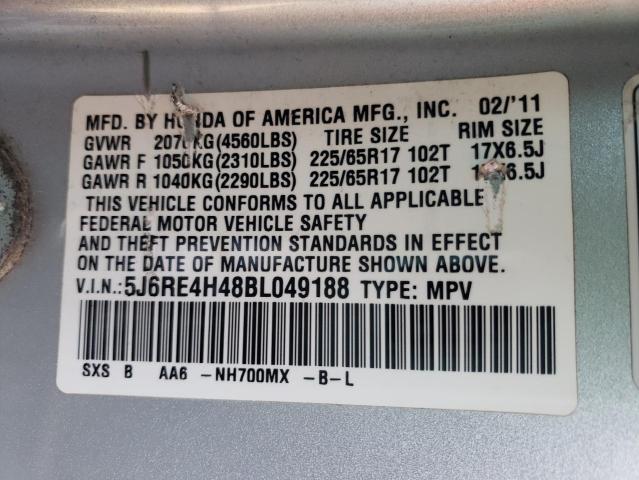 MFD. BY HONDA OF AMERICA MFG., INC. 02/'11
GVWR 2070KG(4560LBS) TIRE SIZE RIM SIZE
GAWR F 1050KG(2310LBS) 225/65R17 102T 17X6.5J
GAWR R 1040KG(2290LBS) 225/65R17 102T 17X6.5J
THIS VEHICLE CONFORMS TO ALL APPLICABLE
FEDERAL MOTOR VEHICLE SAFETY
AND THEFT PREVENTION STANDARDS IN EFFECT
ON THE DATE OF MANUFACTURE SHOWN ABOVE.
V.I.N.:5J6RE4H48BL049188 TYPE: MPV
SXS B AA6 -NH700MX -B-L